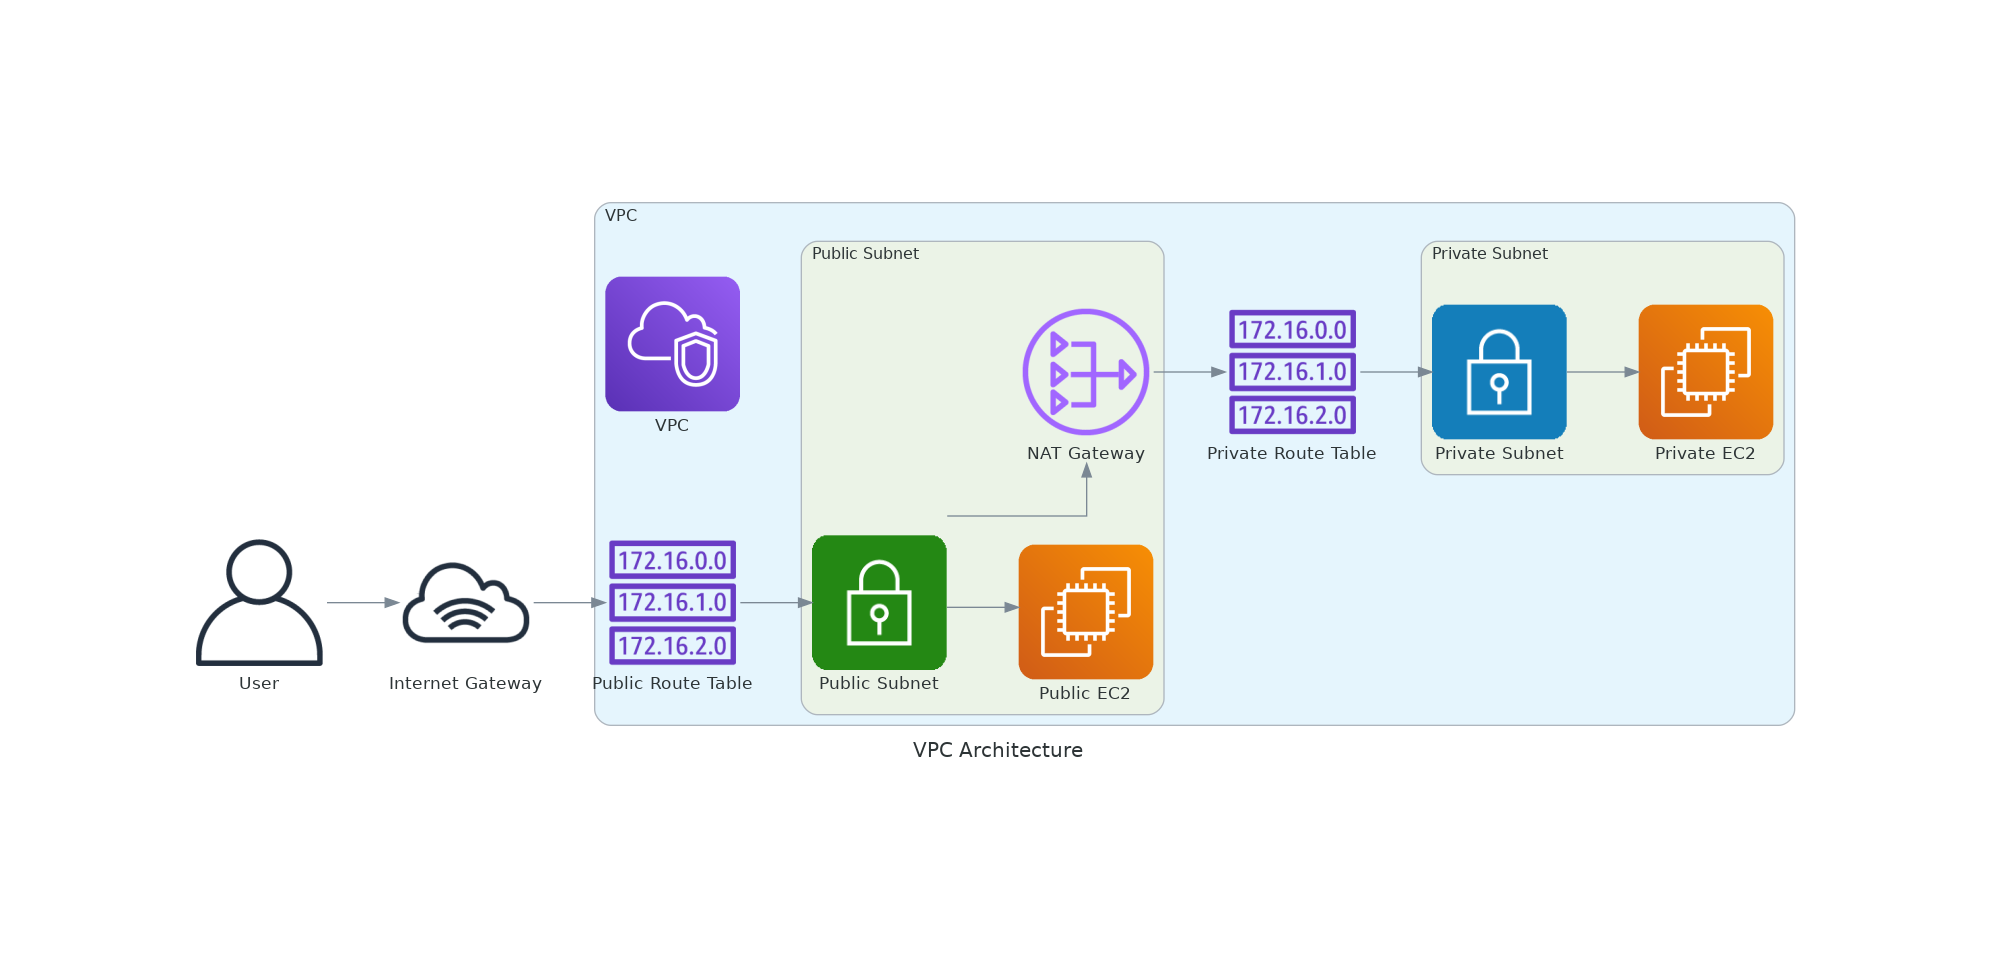 VPC
Public Subnet
Private Subnet
172.16.0.0
172.16.1.0
172.16.2.0
VPC
NAT Gateway
Private Route Table
Private Subnet
Private EC2
172.16.0.0
172.16.1.0
172.16.2.0
User
Internet Gateway
Public Route Table
Public Subnet
Public EC2
VPC Architecture